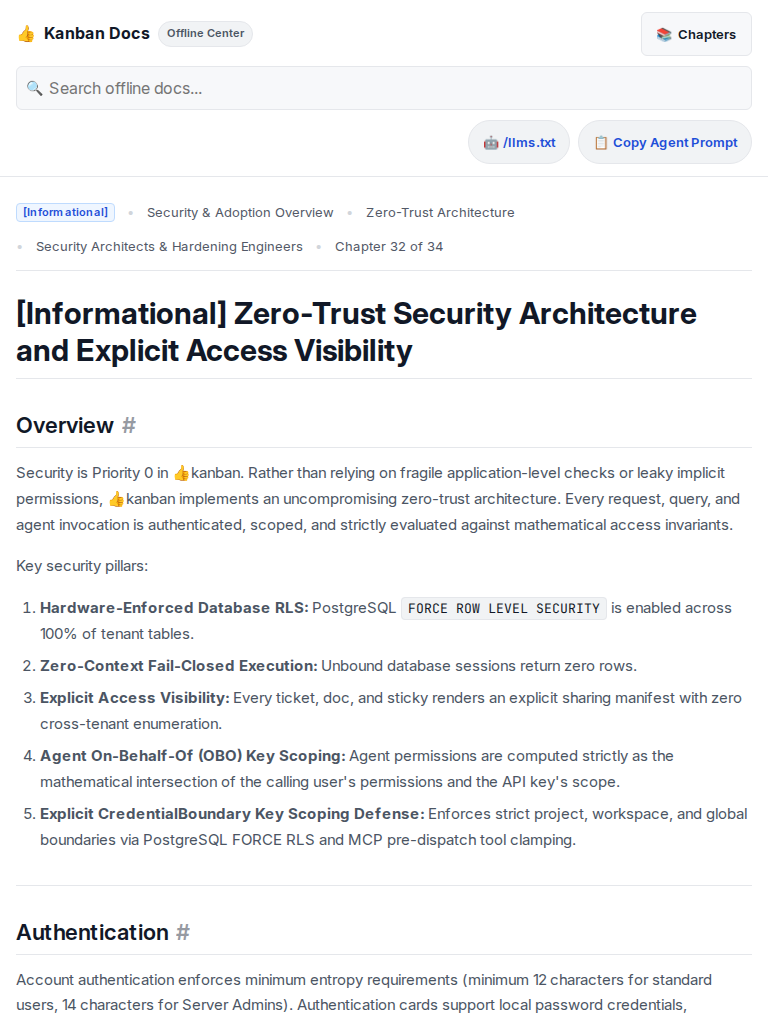 👍 Kanban Docs Offline Center 📚 Chapters
🔍 Search offline docs...
🤖 /llms.txt 📋 Copy Agent Prompt
[Informational] • Security & Adoption Overview • Zero-Trust Architecture
• Security Architects & Hardening Engineers • Chapter 32 of 34
[Informational] Zero-Trust Security Architecture
and Explicit Access Visibility
Overview #
Security is Priority 0 in 👍kanban. Rather than relying on fragile application-level checks or leaky implicit
permissions, 👍kanban implements an uncompromising zero-trust architecture. Every request, query, and
agent invocation is authenticated, scoped, and strictly evaluated against mathematical access invariants.
Key security pillars:
1. Hardware-Enforced Database RLS: PostgreSQL FORCE ROW LEVEL SECURITY is enabled across
100% of tenant tables.
2. Zero-Context Fail-Closed Execution: Unbound database sessions return zero rows.
3. Explicit Access Visibility: Every ticket, doc, and sticky renders an explicit sharing manifest with zero
cross-tenant enumeration.
4. Agent On-Behalf-Of (OBO) Key Scoping: Agent permissions are computed strictly as the
mathematical intersection of the calling user's permissions and the API key's scope.
5. Explicit CredentialBoundary Key Scoping Defense: Enforces strict project, workspace, and global
boundaries via PostgreSQL FORCE RLS and MCP pre-dispatch tool clamping.
Authentication #
Account authentication enforces minimum entropy requirements (minimum 12 characters for standard
users, 14 characters for Server Admins). Authentication cards support local password credentials,